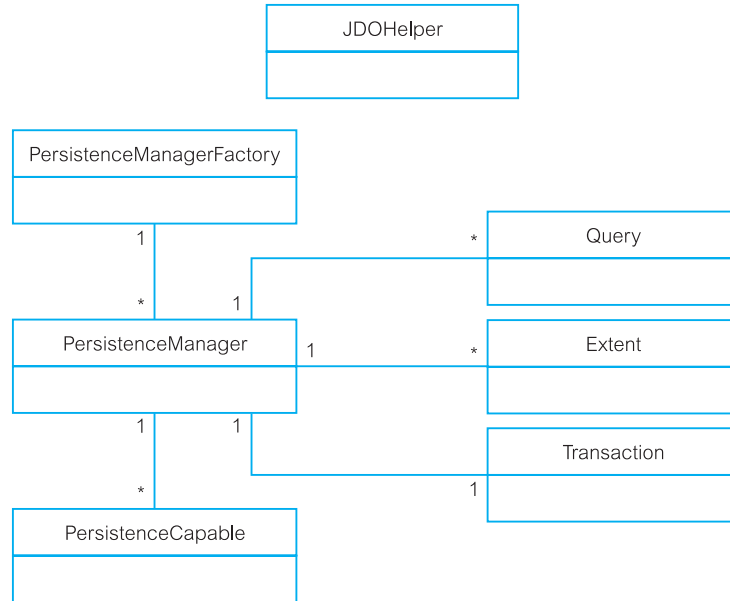 JDOHelper
PersistenceManagerFactory
1
*
Query
*
1
PersistenceManager
1
*
Extent
1
1
Transaction
1
*
PersistenceCapable